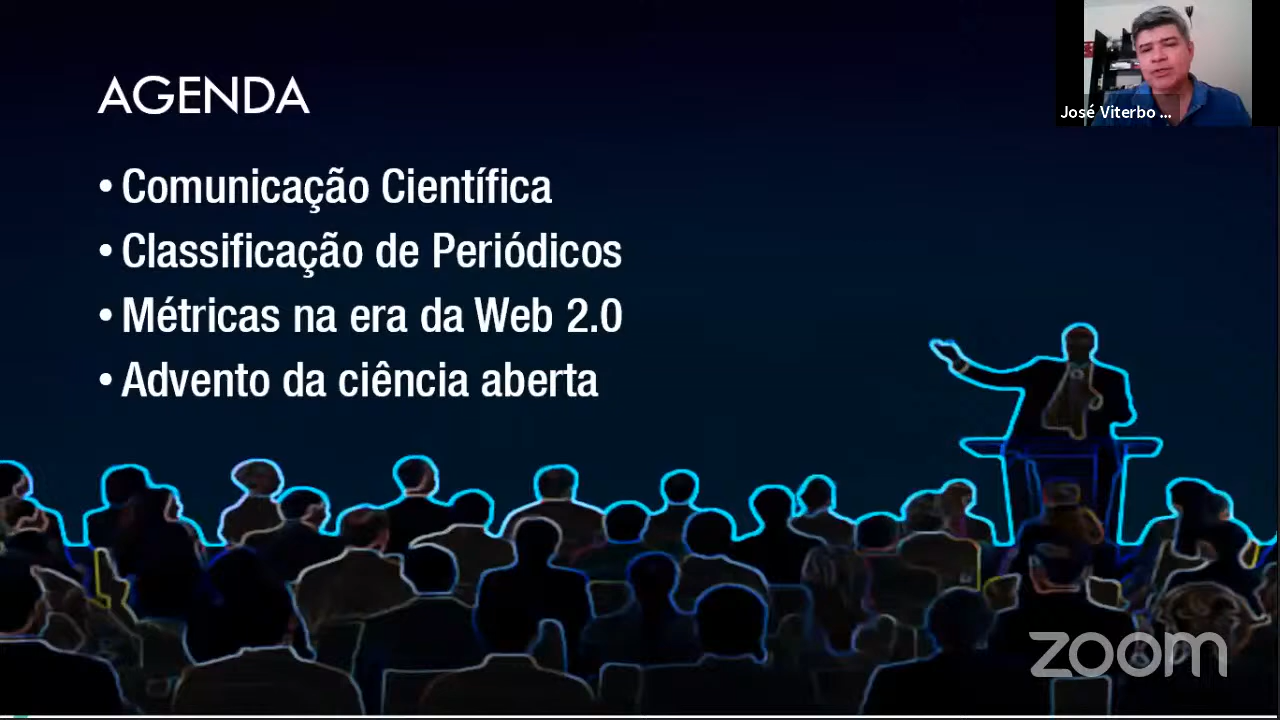 AGENDA
José Viterbo ...
• Comunicação Científica
• Classificação de Periódicos
• Métricas na era da Web 2.0
• Advento da ciência aberta
zoom